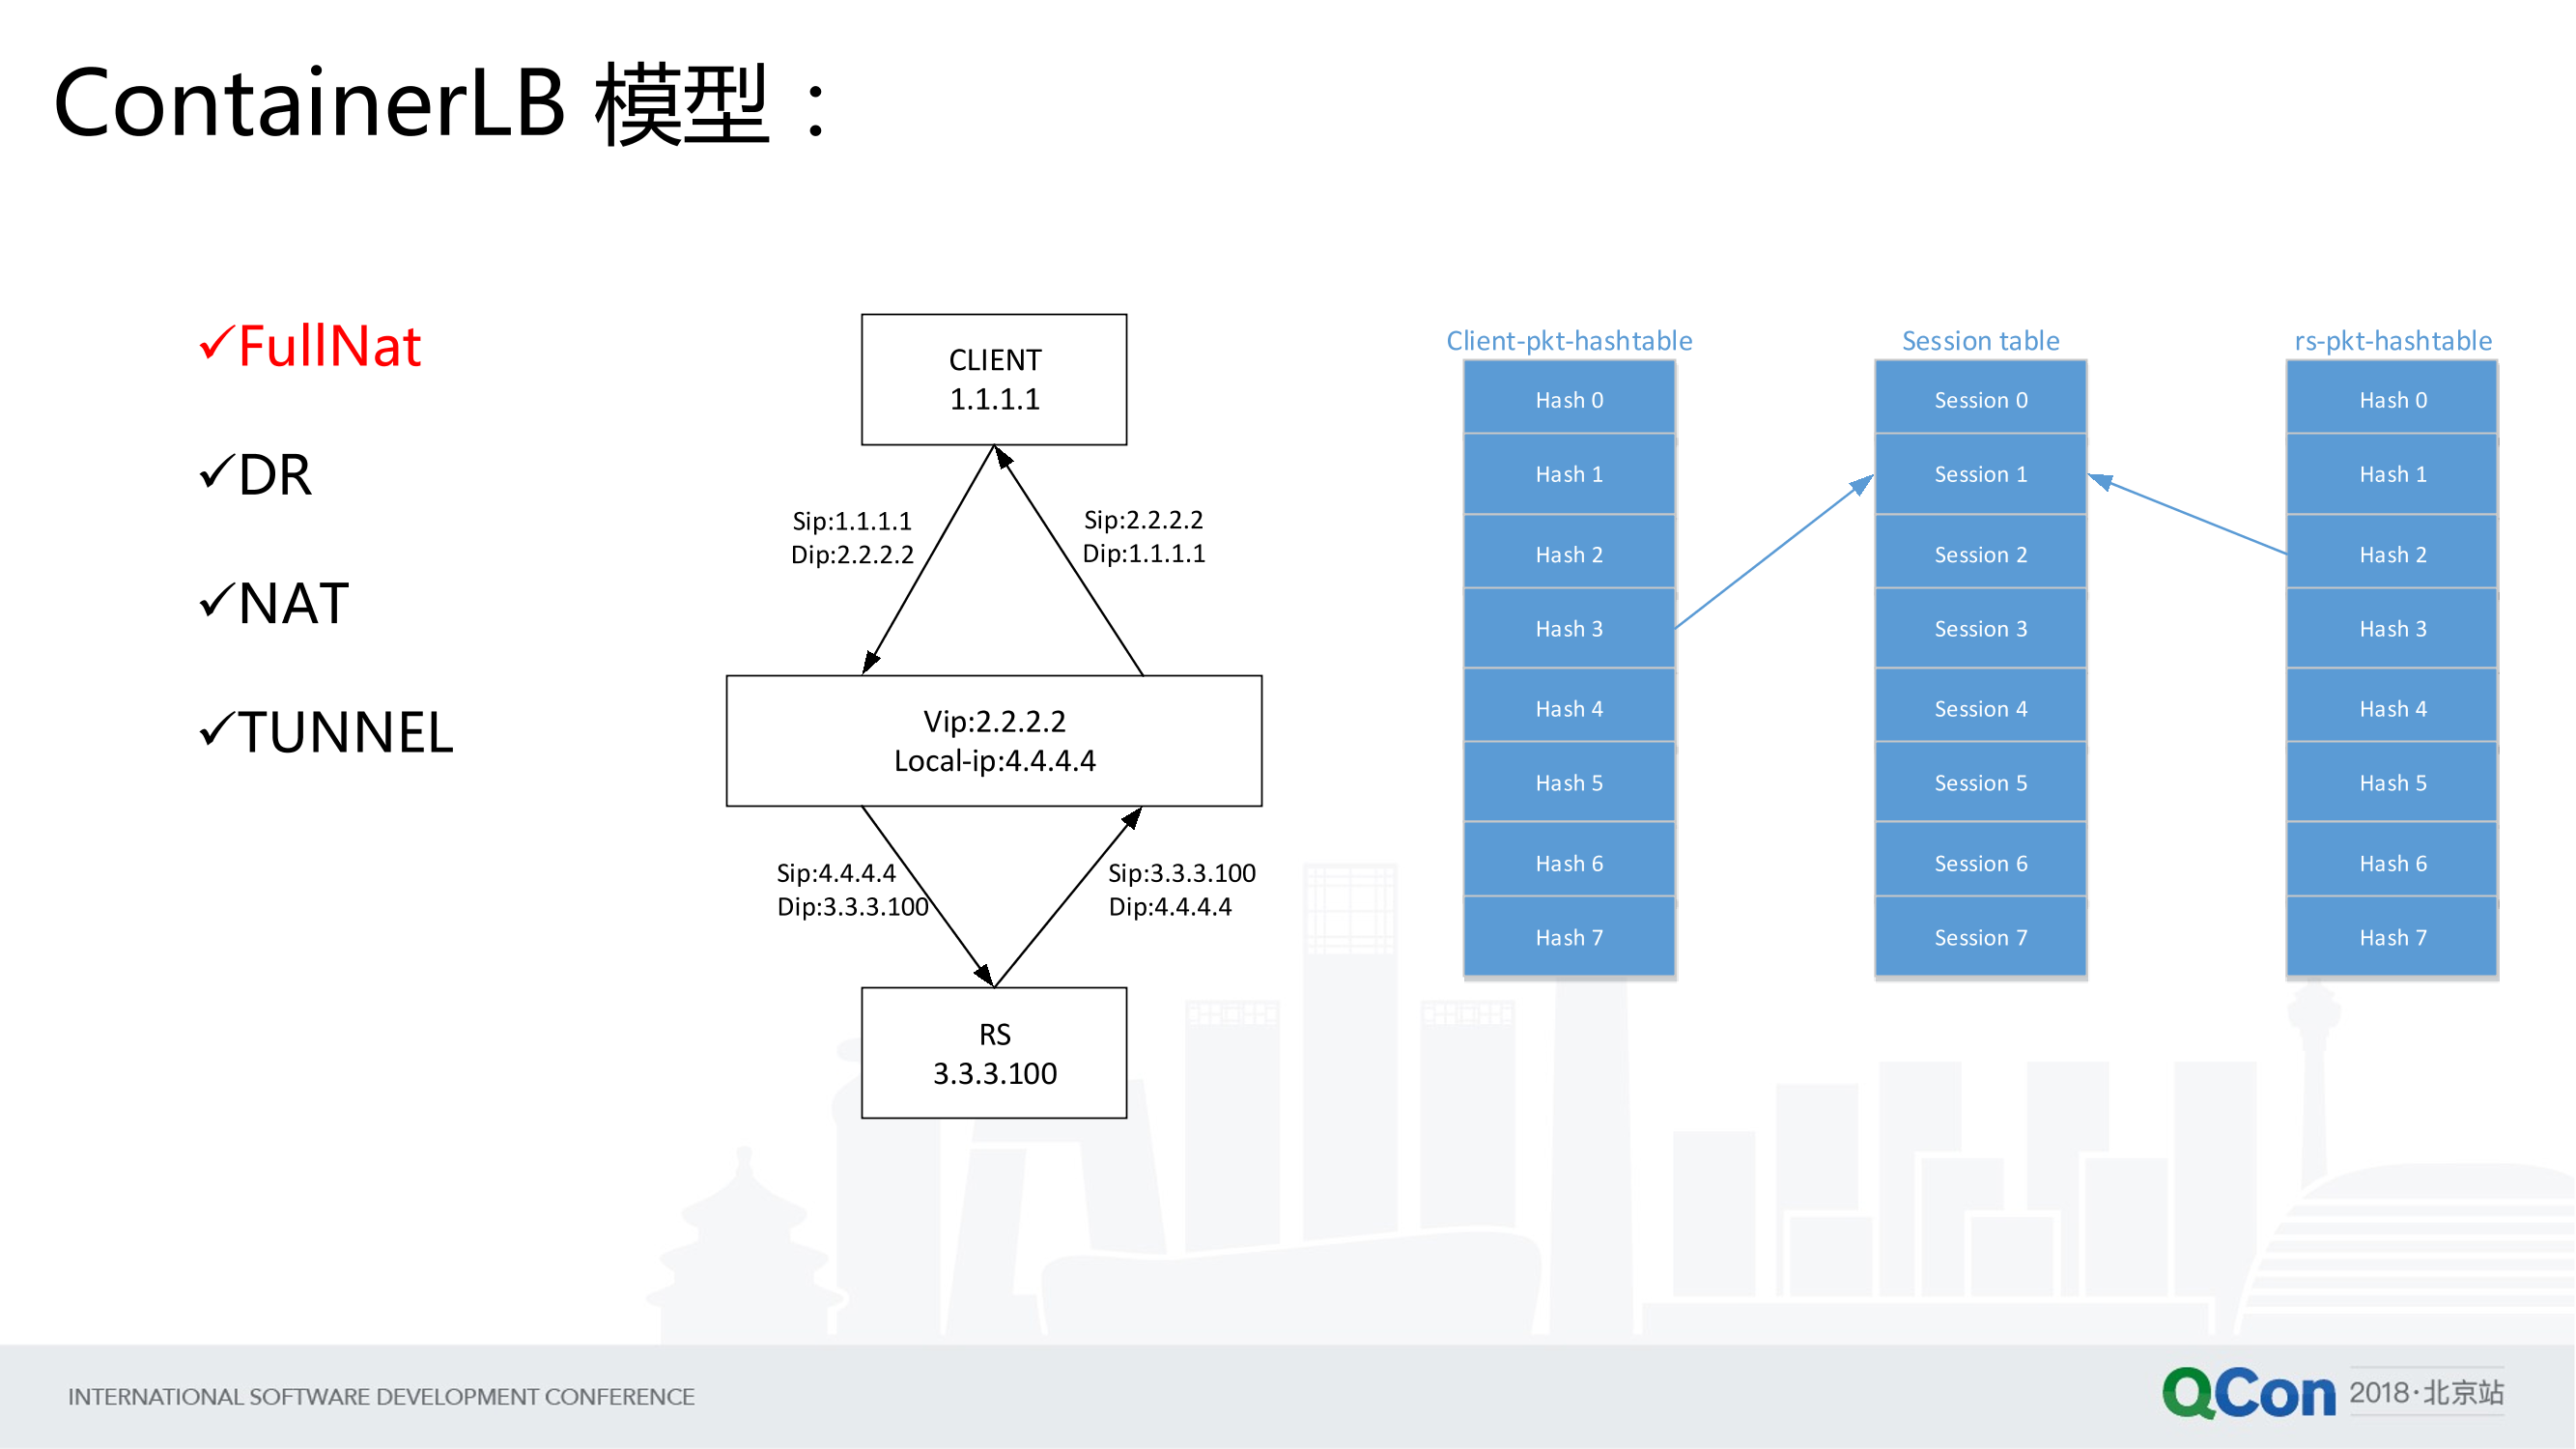 ContainerLB 模型：
✓FullNat
✓DR
✓NAT
✓TUNNEL
CLIENT
1.1.1.1
Sip:1.1.1.1
Dip:2.2.2.2
Sip:2.2.2.2
Dip:1.1.1.1
Vip:2.2.2.2
Local-ip:4.4.4.4
Sip:4.4.4.4
Dip:3.3.3.100
Sip:3.3.3.100
Dip:4.4.4.4
RS
3.3.3.100
Client-pkt-hashtable
Hash 0
Hash 1
Hash 2
Hash 3
Hash 4
Hash 5
Hash 6
Hash 7
Session table
Session 0
Session 1
Session 2
Session 3
Session 4
Session 5
Session 6
Session 7
rs-pkt-hashtable
Hash 0
Hash 1
Hash 2
Hash 3
Hash 4
Hash 5
Hash 6
Hash 7
INTERNATIONAL SOFTWARE DEVELOPMENT CONFERENCE
QCon 2018·北京站